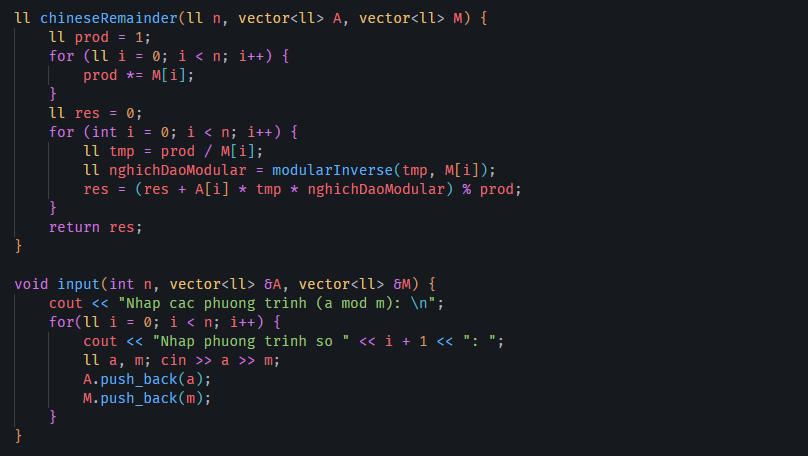 ll chineseRemainder(ll n, vector<ll> A, vector<ll> M) {
    ll prod = 1;
    for (ll i = 0; i < n; i++) {
        prod *= M[i];
    }
    ll res = 0;
    for (int i = 0; i < n; i++) {
        ll tmp = prod / M[i];
        ll nghichDaoModular = modularInverse(tmp, M[i]);
        res = (res + A[i] * tmp * nghichDaoModular) % prod;
    }
    return res;
}

void input(int n, vector<ll> &A, vector<ll> &M) {
    cout << "Nhap cac phuong trinh (a mod m): \n";
    for(ll i = 0; i < n; i++) {
        cout << "Nhap phuong trinh so " << i + 1 << ": ";
        ll a, m; cin >> a >> m;
        A.push_back(a);
        M.push_back(m);
    }
}